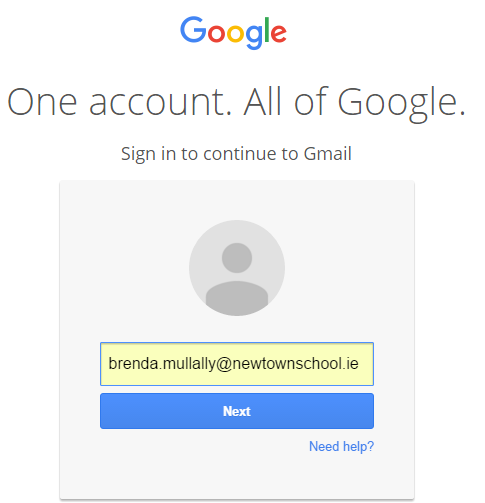 Google
One account. All of Google.
Sign in to continue to Gmail
brenda.mullally@newtownschool.ie
Next
Need help?